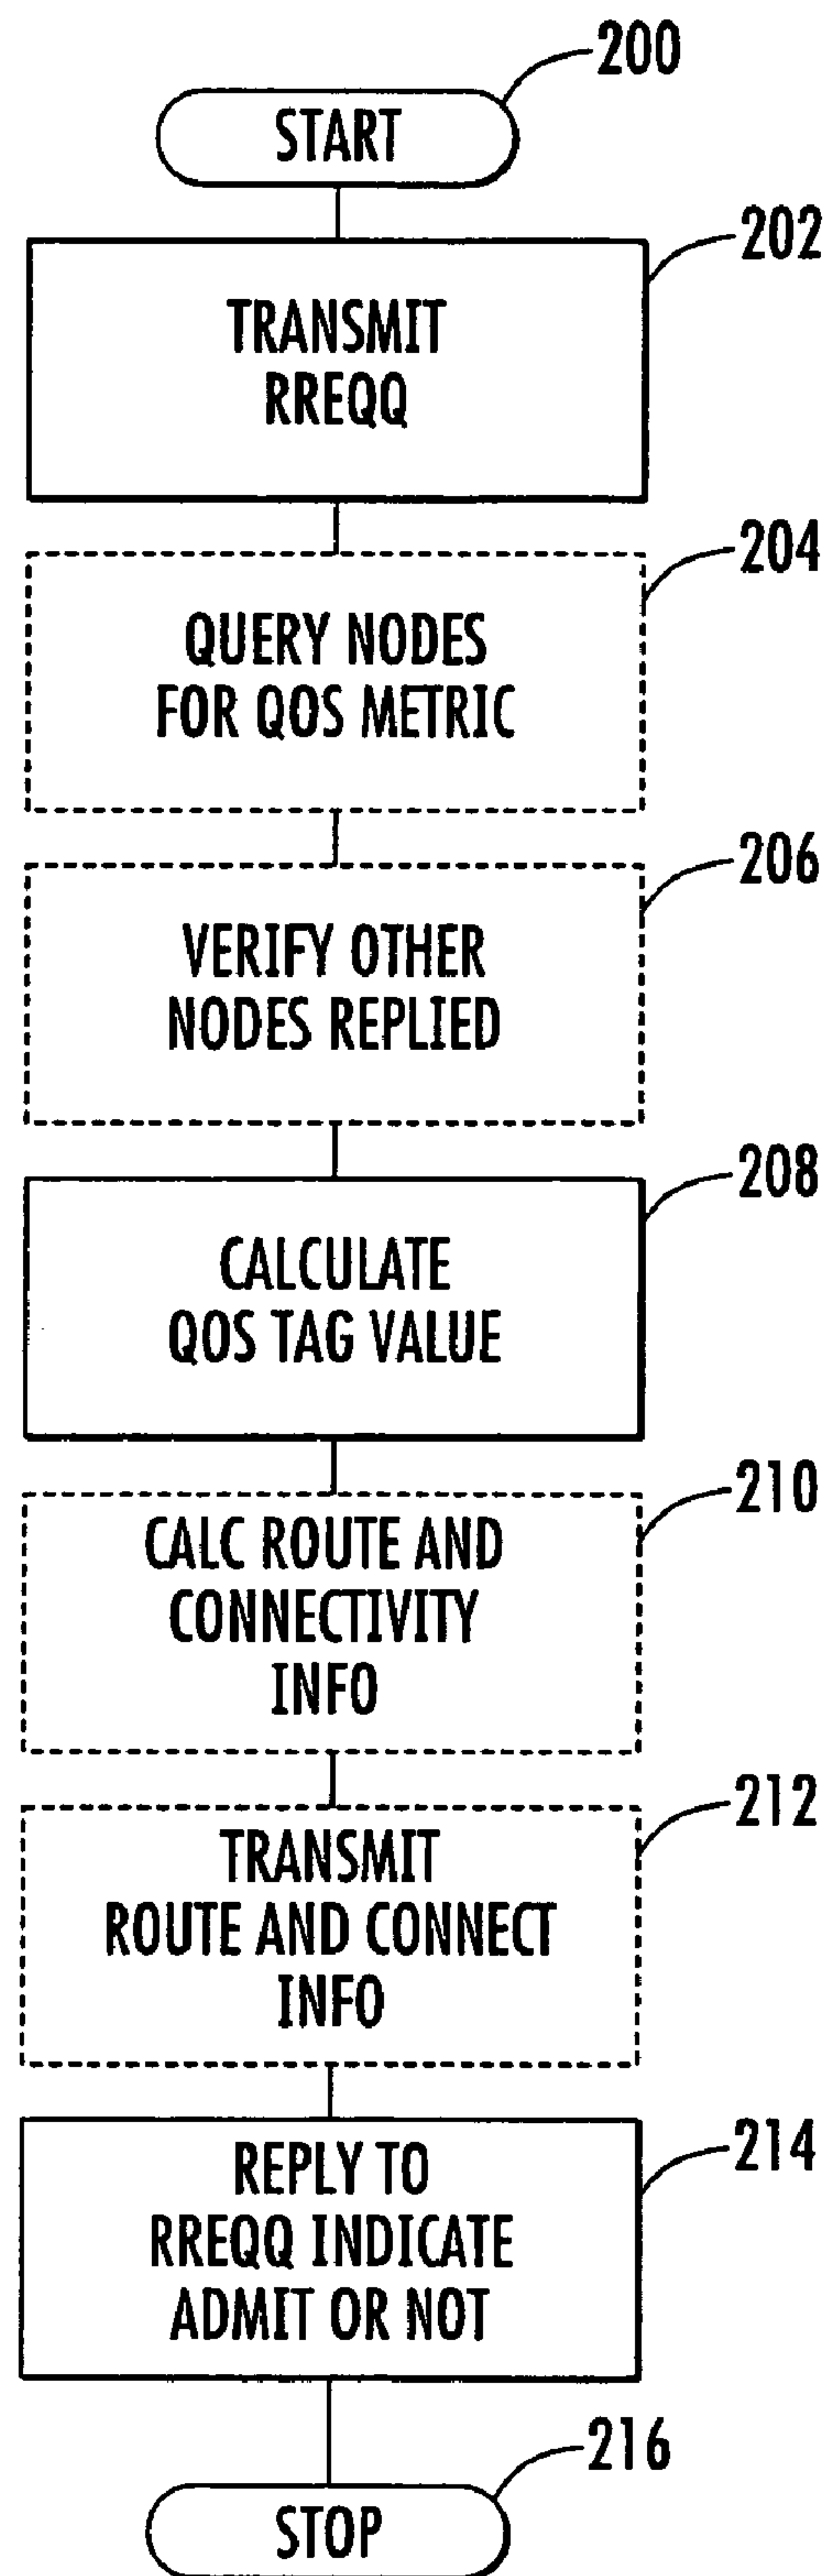 200
START
202
TRANSMIT
RREQQ
204
QUERY NODES
FOR QOS METRIC
206
VERIFY OTHER
NODES REPLIED
208
CALCULATE
QOS TAG VALUE
210
CALC ROUTE AND
CONNECTIVITY
INFO
212
TRANSMIT
ROUTE AND CONNECT
INFO
214
REPLY TO
RREQQ INDICATE
ADMIT OR NOT
216
STOP